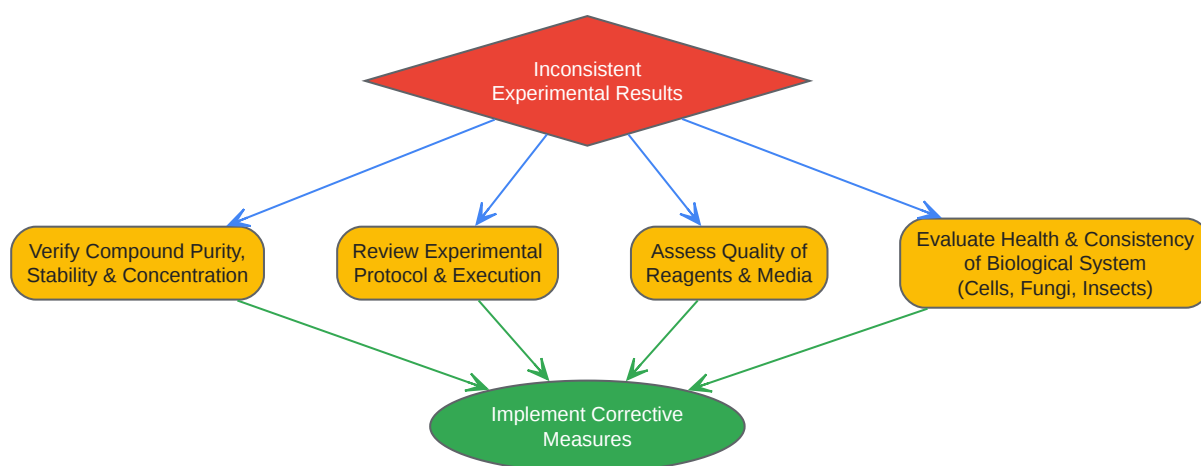 Inconsistent
Experimental Results
Verify Compound Purity,
Stability & Concentration
Review Experimental
Protocol & Execution
Assess Quality of
Reagents & Media
Evaluate Health & Consistency
of Biological System
(Cells, Fungi, Insects)
Implement Corrective
Measures